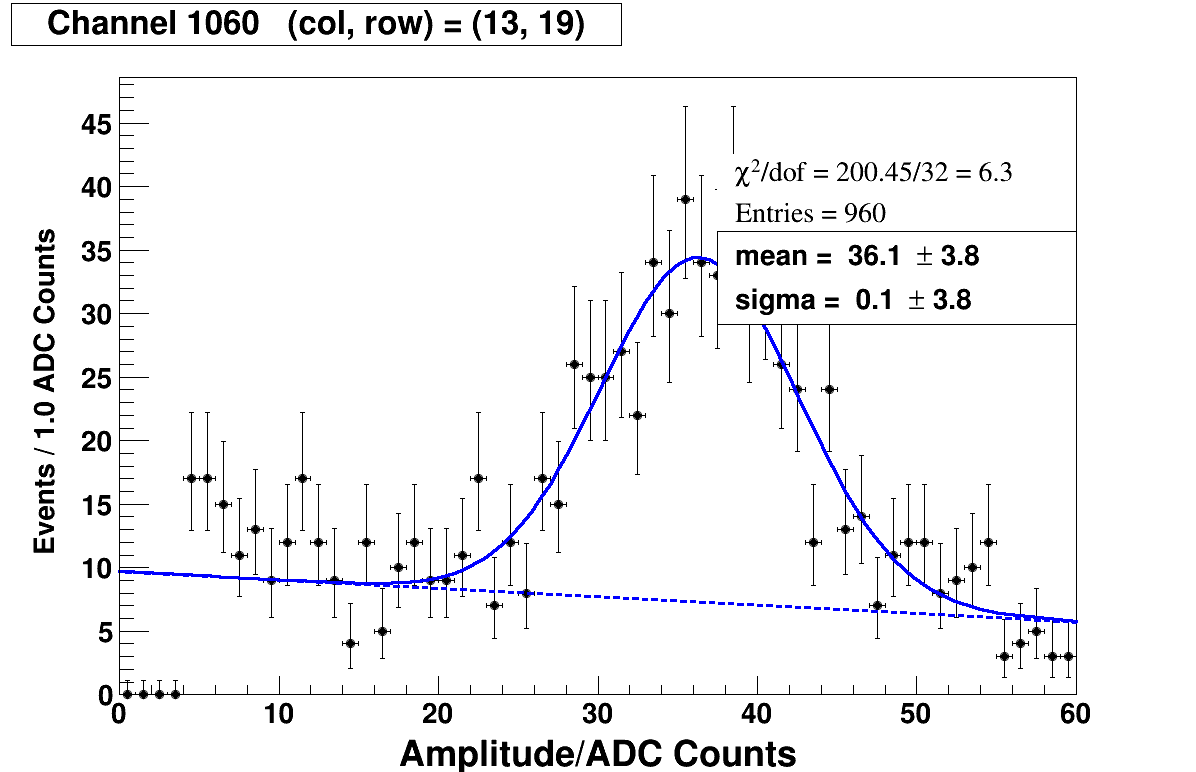 Channel 1060 (col, row) = (13, 19)
45
40
35
30
25
20
15
10
5
0
Events / 1.0 ADC Counts
χ²/dof = 200.45/32 = 6.3
Entries = 960
mean = 36.1 ± 3.8
sigma = 0.1 ± 3.8
0 10 20 30 40 50 60
Amplitude/ADC Counts